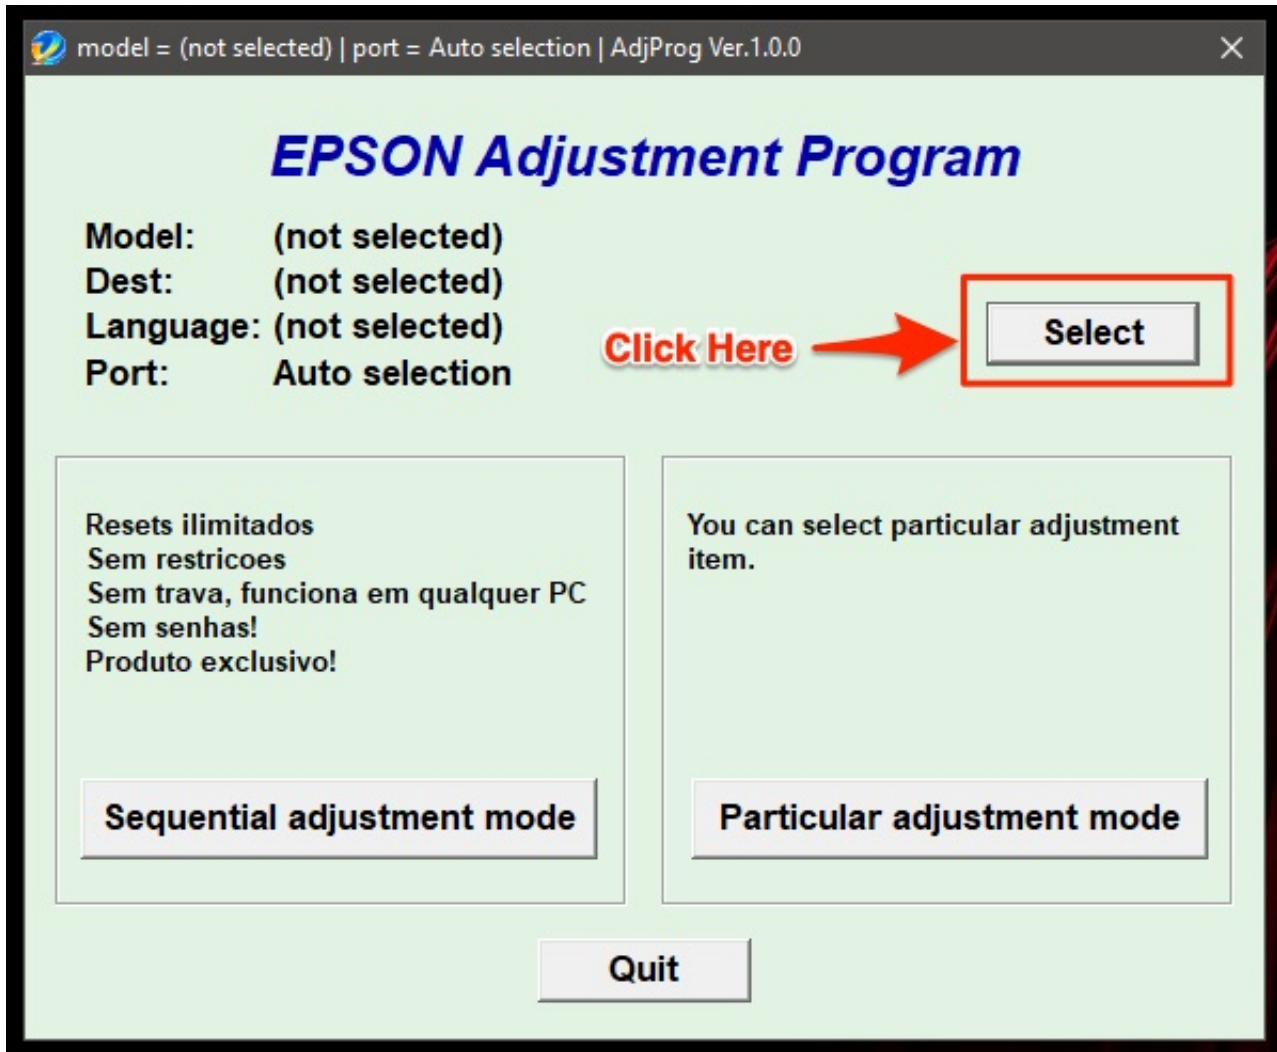 model = (not selected) | port = Auto selection | AdjProg Ver.1.0.0
EPSON Adjustment Program
Model: (not selected)
Dest: (not selected)
Language: (not selected)
Port: Auto selection
Click Here
Select
Resets ilimitados
Sem restricoes
Sem trava, funciona em qualquer PC
Sem senhas!
Produto exclusivo!
Sequential adjustment mode
You can select particular adjustment
item.
Particular adjustment mode
Quit